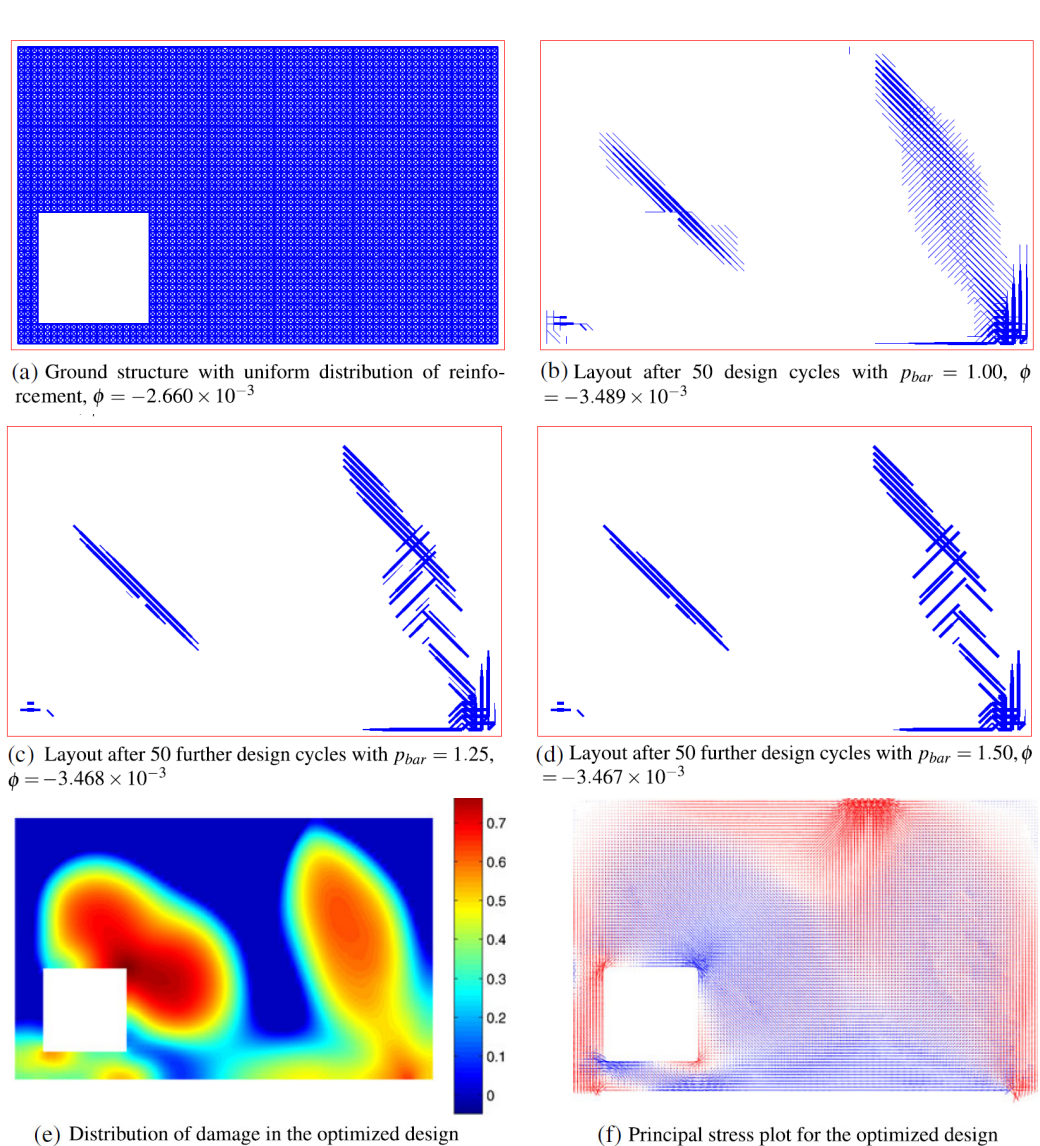 (a) Ground structure with uniform distribution of reinfo-
rcement, ϕ = −2.660 × 10⁻³
(b) Layout after 50 design cycles with p_bar = 1.00, ϕ
= −3.489 × 10⁻³
(c) Layout after 50 further design cycles with p_bar = 1.25,
ϕ = −3.468 × 10⁻³
(d) Layout after 50 further design cycles with p_bar = 1.50, ϕ
= −3.467 × 10⁻³
0.7
0.6
0.5
0.4
0.3
0.2
0.1
0
(e) Distribution of damage in the optimized design
(f) Principal stress plot for the optimized design